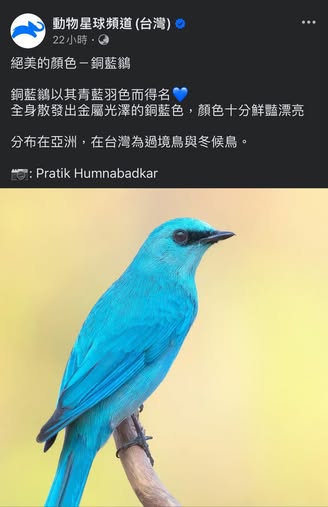 動物星球頻道 (台灣)
22小時 ·
絕美的顏色－銅藍鶲
銅藍鶲以其青藍羽色而得名💙
全身散發出金屬光澤的銅藍色，顏色十分鮮豔漂亮
分布在亞洲，在台灣為過境鳥與冬候鳥。
📷: Pratik Humnabadkar